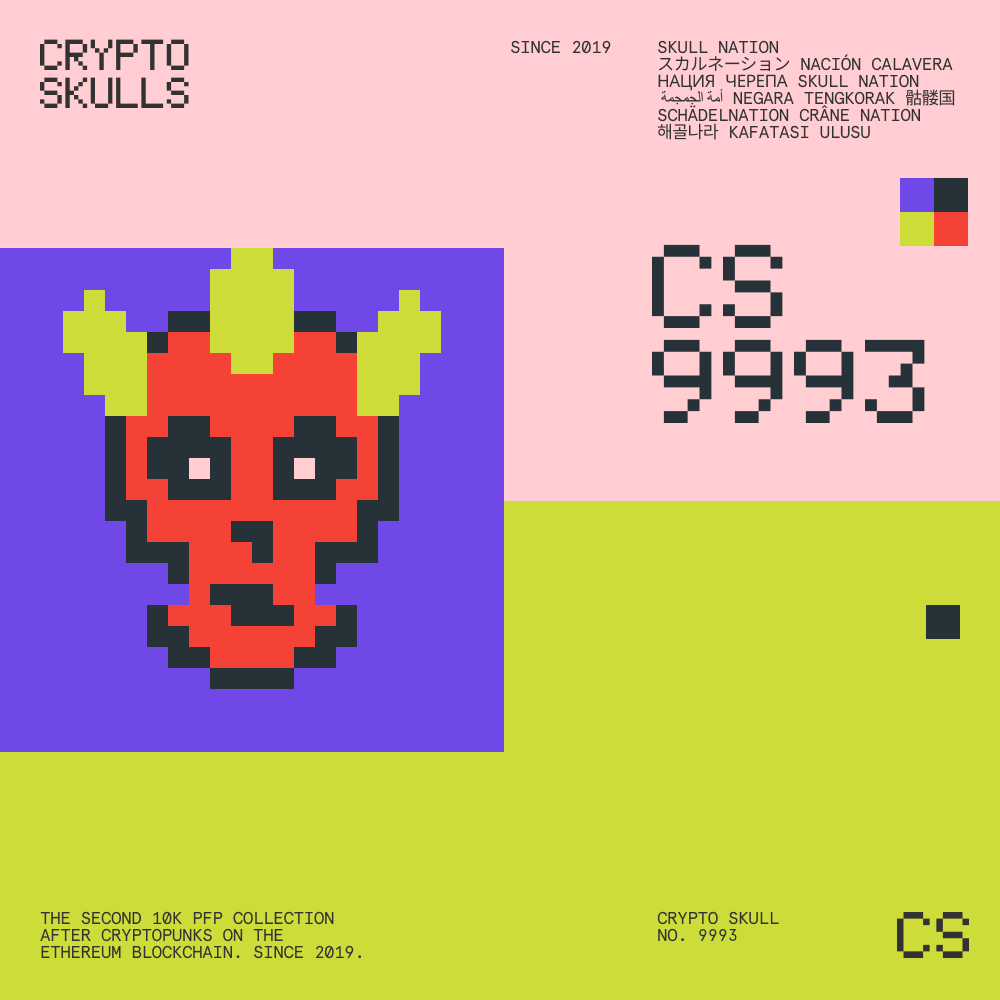 CRYPTO
SKULLS
SINCE 2019
SKULL NATION
スカルネーション NACIÓN CALAVERA
НАЦИЯ ЧЕРЕПА SKULL NATION
أمة الجمجمة NEGARA TENGKORAK 骷髅国
SCHÄDELNATION CRÂNE NATION
해골나라 KAFATASI ULUSU
CS
9993
THE SECOND 10K PFP COLLECTION
AFTER CRYPTOPUNKS ON THE
ETHEREUM BLOCKCHAIN. SINCE 2019.
CRYPTO SKULL
NO. 9993
CS